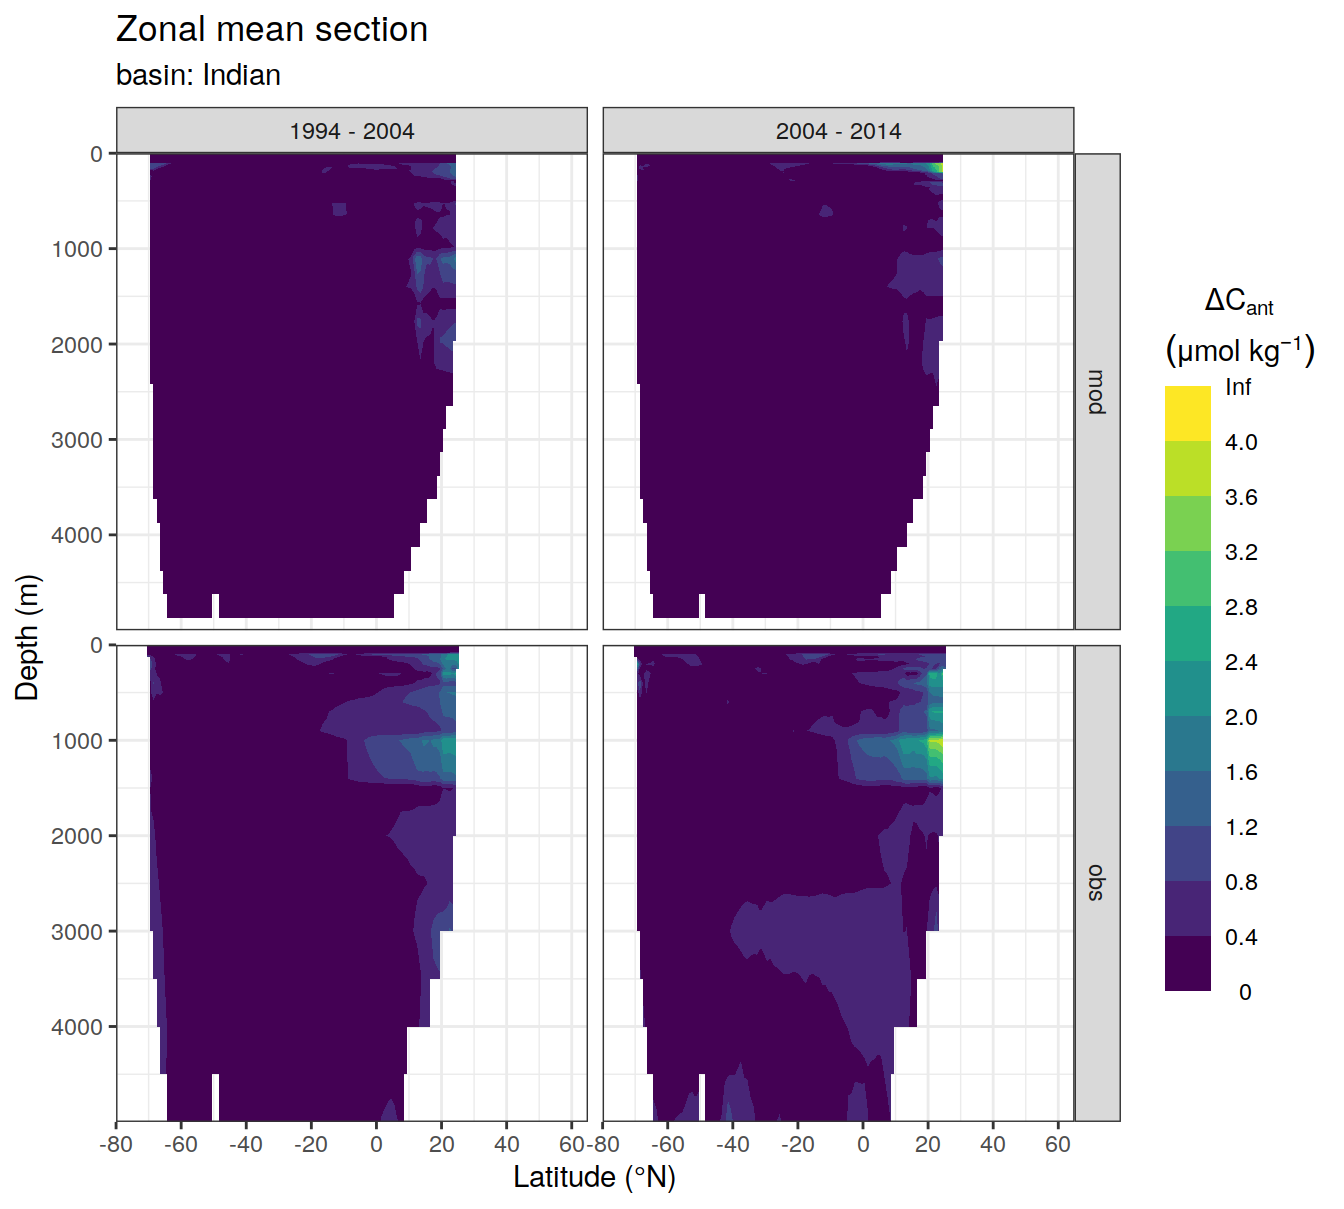 Zonal mean section
basin: Indian
1994 - 2004
2004 - 2014
0
1000
2000
3000
4000
mod
0
1000
2000
3000
4000
obs
-80 -60 -40 -20 0 20 40 60
-80 -60 -40 -20 0 20 40 60
Latitude (°N)
Depth (m)
ΔCant
(µmol kg⁻¹)
Inf
4.0
3.6
3.2
2.8
2.4
2.0
1.6
1.2
0.8
0.4
0